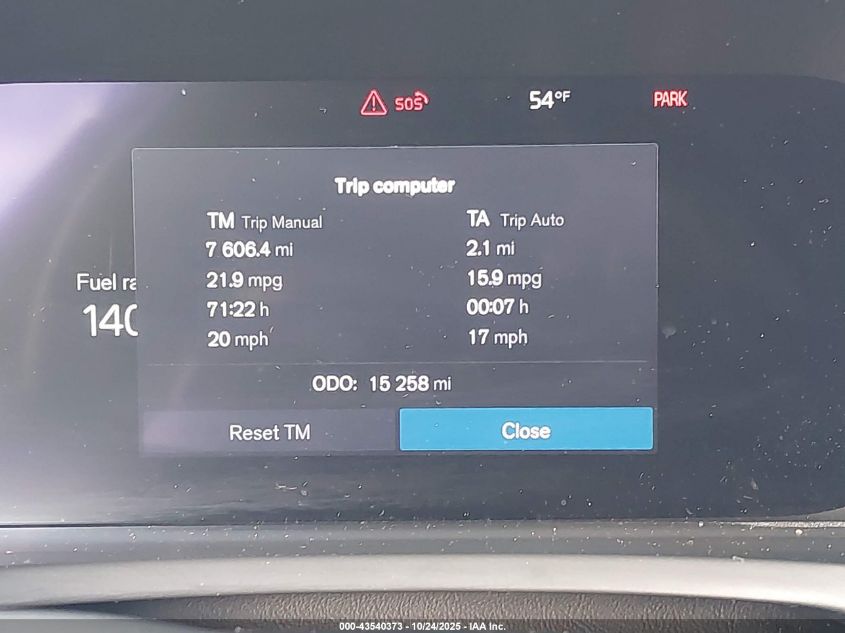 SOS 54°F PARK
Trip computer
TM Trip Manual TA Trip Auto
7 606.4 mi 2.1 mi
21.9 mpg 15.9 mpg
Fuel ra
71:22 h 00:07 h
140
20 mph 17 mph
ODO: 15 258 mi
Reset TM Close
000-43540373 - 10/24/2025 - IAA Inc.